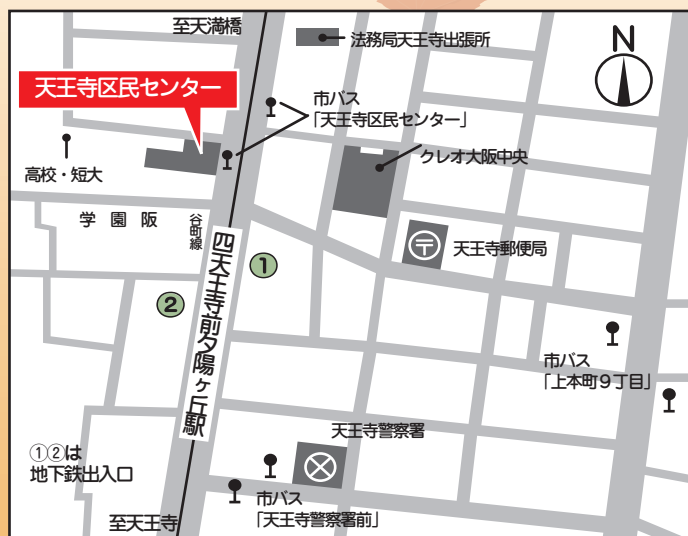 至天満橋
法務局天王寺出張所
N
天王寺区民センター
市バス
「天王寺区民センター」
高校・短大
クレオ大阪中央
学園阪
谷町線
天王寺郵便局
①
②
四天王寺前夕陽ヶ丘駅
市バス
「上本町9丁目」
天王寺警察署
①②は
地下鉄出入口
市バス
「天王寺警察署前」
至天王寺